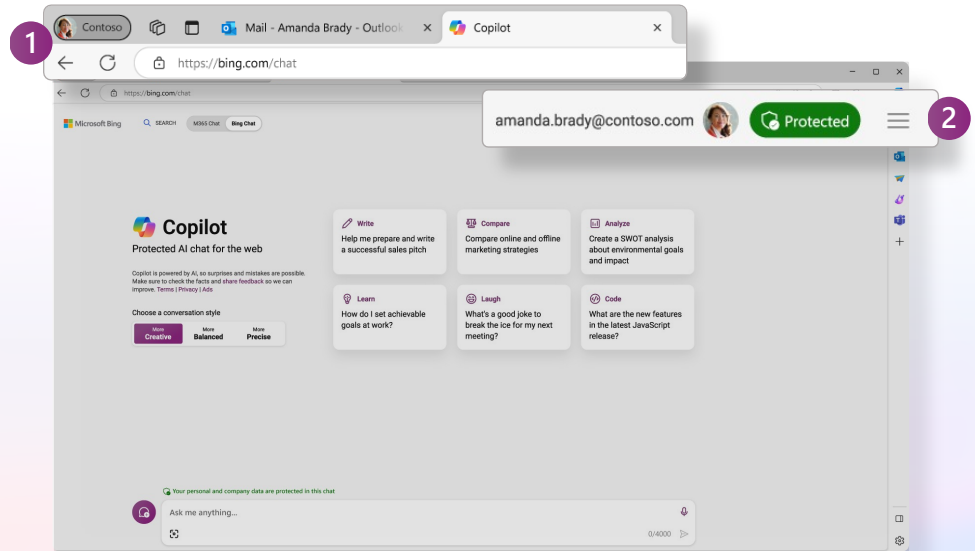 1
Contoso
Mail - Amanda Brady - Outlook
Copilot
https://bing.com/chat
https://bing.com/chat
amanda.brady@contoso.com
Protected
2
Microsoft Bing
SEARCH
M365 Chat
Bing Chat
Copilot
Protected AI chat for the web
Copilot is powered by AI, so surprises and mistakes are possible.
Make sure to check the facts and share feedback so we can
improve. Terms | Privacy | Ads
Choose a conversation style
More
Creative
More
Balanced
More
Precise
Write
Help me prepare and write
a successful sales pitch
Compare
Compare online and offline
marketing strategies
Analyze
Create a SWOT analysis
about environmental goals
and impact
Learn
How do I set achievable
goals at work?
Laugh
What's a good joke to
break the ice for my next
meeting?
Code
What are the new features
in the latest JavaScript
release?
Your personal and company data are protected in this chat
Ask me anything...
0/4000